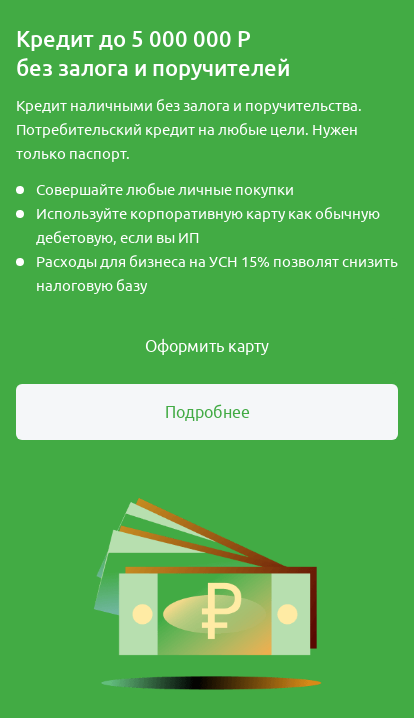 Кредит до 5 000 000 Р
без залога и поручителей
Кредит наличными без залога и поручительства.
Потребительский кредит на любые цели. Нужен
только паспорт.
Совершайте любые личные покупки
Используйте корпоративную карту как обычную
дебетовую, если вы ИП
Расходы для бизнеса на УСН 15% позволят снизить
налоговую базу
Оформить карту
Подробнее
₽